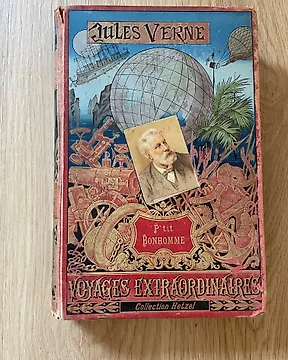 JULES VERNE
P'tit
BONHOMME
VOYAGES EXTRAORDINAIRES
Collection Hetzel